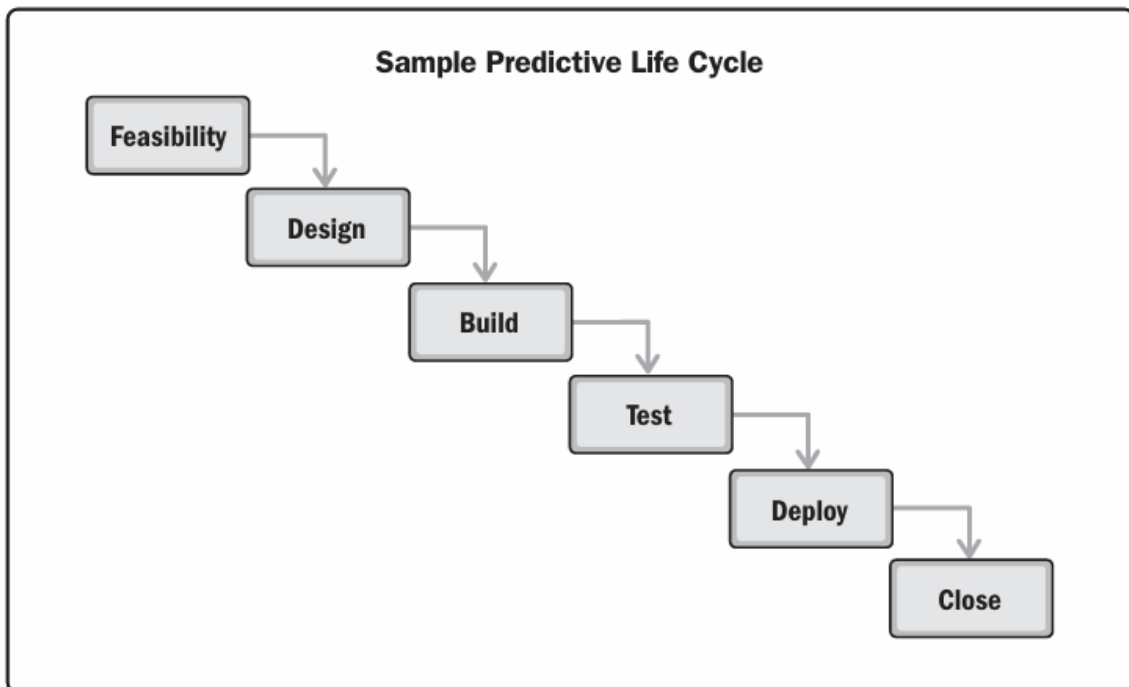 Sample Predictive Life Cycle
Feasibility
Design
Build
Test
Deploy
Close